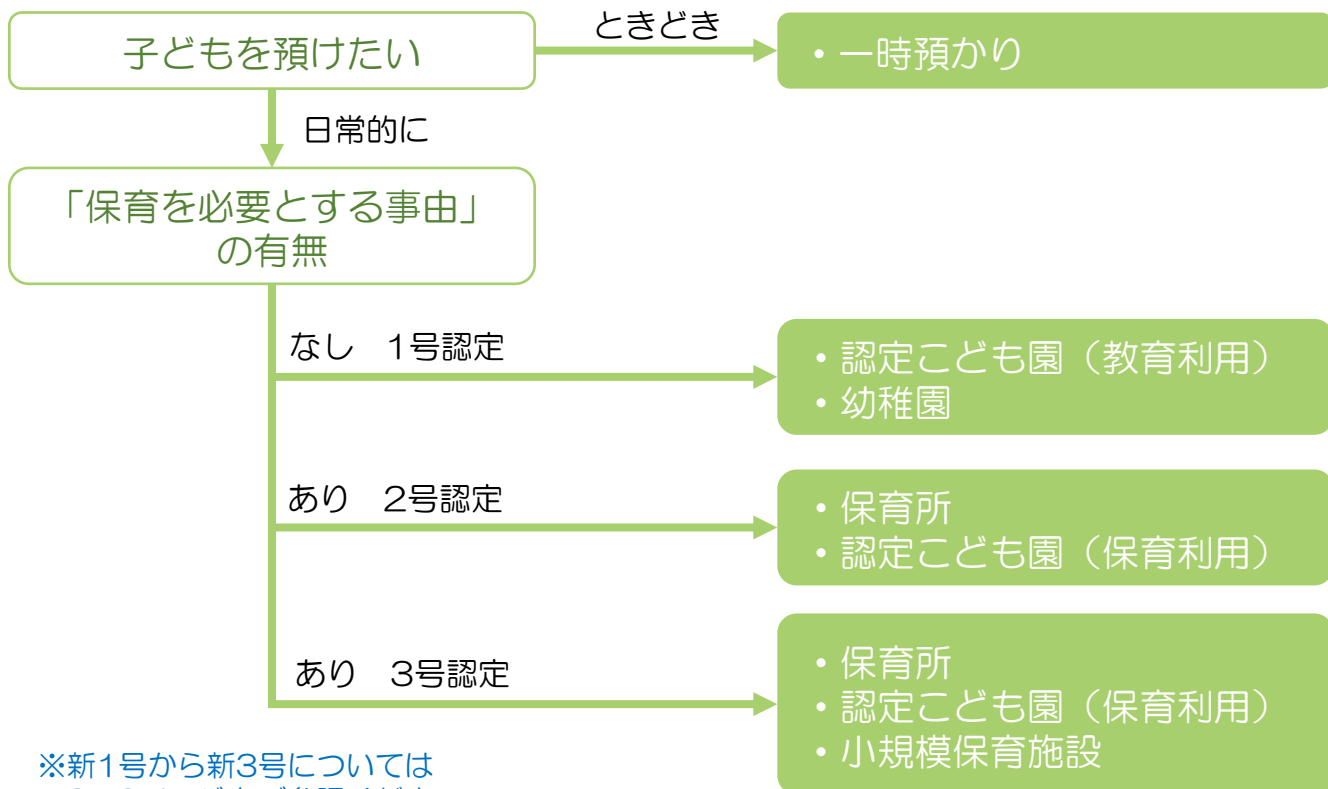 子どもを預けたい
ときどき
・一時預かり
日常的に
「保育を必要とする事由」
の有無
なし　1号認定
・認定こども園（教育利用）
・幼稚園
あり　2号認定
・保育所
・認定こども園（保育利用）
あり　3号認定
・保育所
・認定こども園（保育利用）
・小規模保育施設
※新1号から新3号については